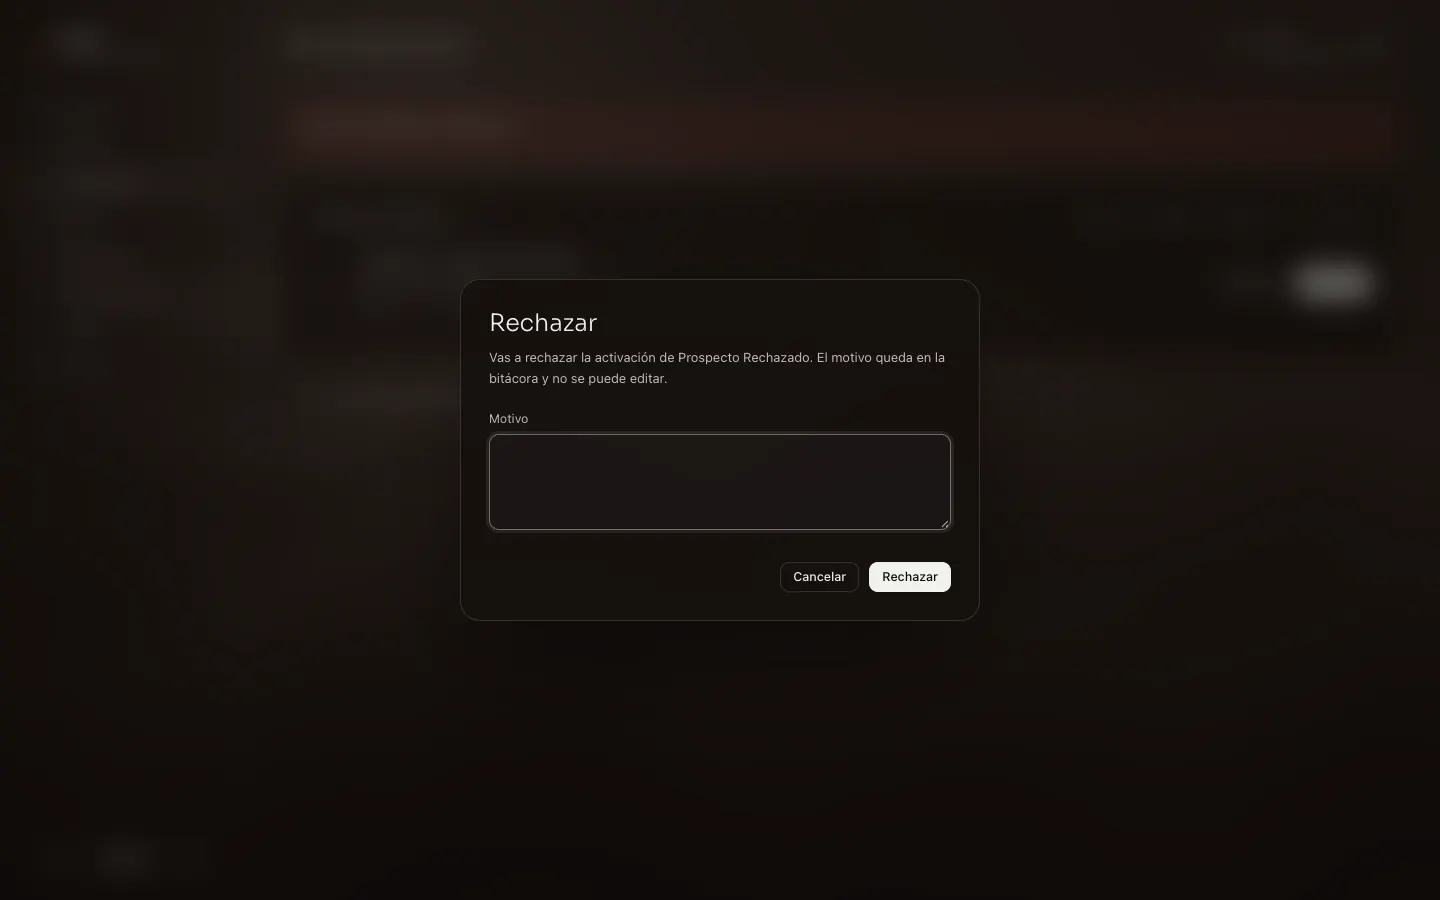 Rechazar
Vas a rechazar la activación de Prospecto Rechazado. El motivo queda en la
bitácora y no se puede editar.
Motivo
Cancelar
Rechazar